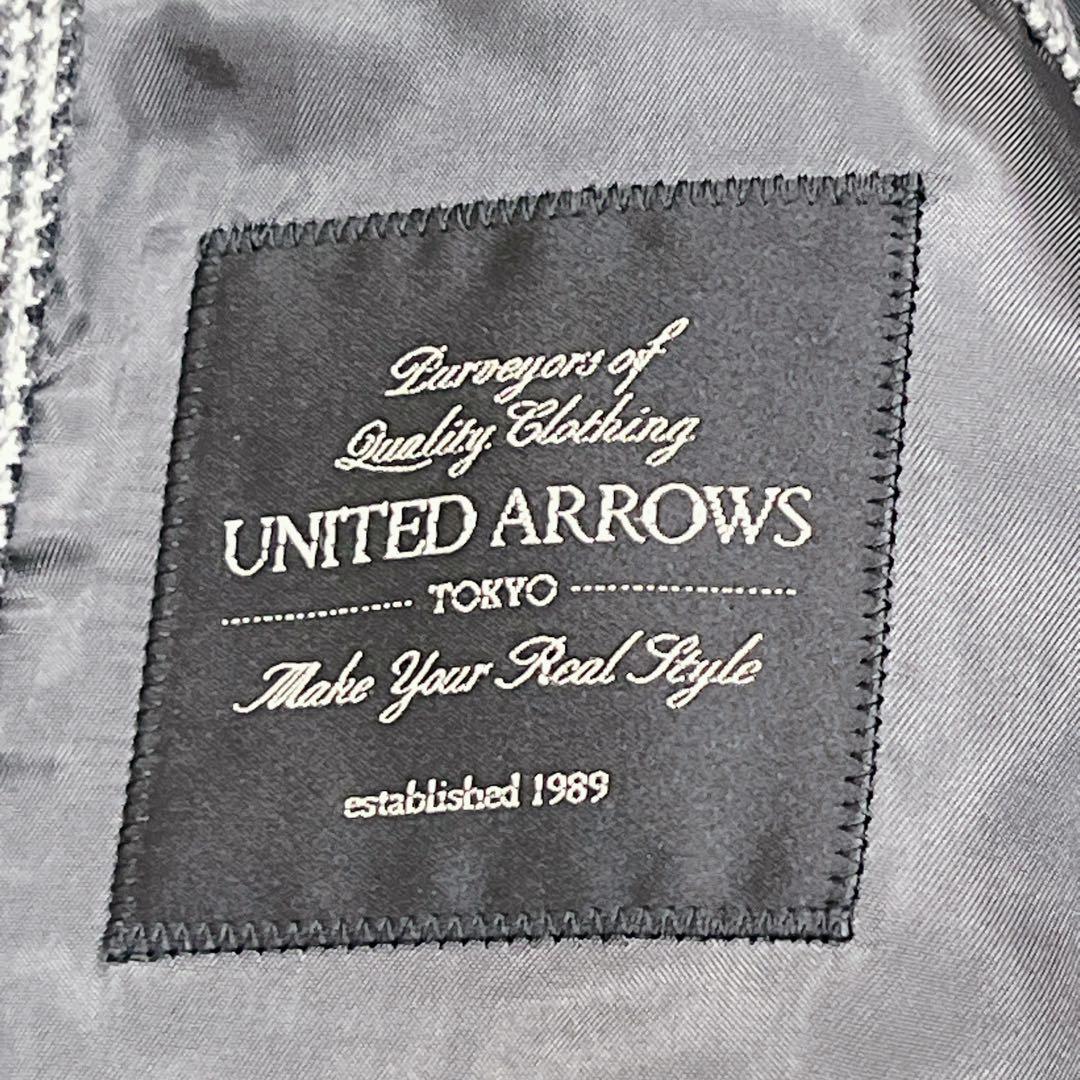 Purveyors of
Quality Clothing
UNITED ARROWS
TOKYO
Make Your Real Style
established 1989